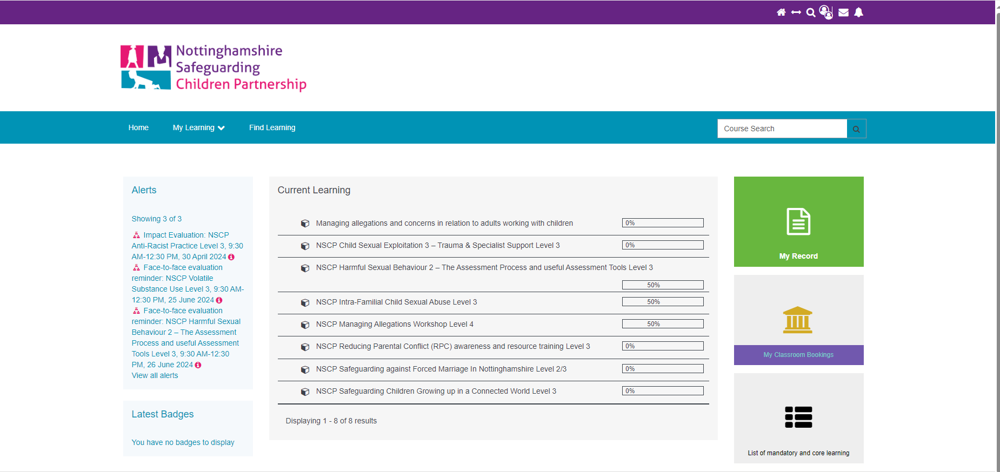 Nottinghamshire
Safeguarding
Children Partnership
Home
My Learning
Find Learning
Course Search
Alerts
Showing 3 of 3
Impact Evaluation: NSCP
Anti-Racist Practice Level 3, 9:30
AM-12:30 PM, 30 April 2024
Face-to-face evaluation
reminder: NSCP Volatile
Substance Use Level 3, 9:30 AM-
12:30 PM, 25 June 2024
Face-to-face evaluation
reminder: NSCP Harmful Sexual
Behaviour 2 – The Assessment
Process and useful Assessment
Tools Level 3, 9:30 AM-12:30
PM, 26 June 2024
View all alerts
Latest Badges
You have no badges to display
Current Learning
Managing allegations and concerns in relation to adults working with children
0%
NSCP Child Sexual Exploitation 3 – Trauma & Specialist Support Level 3
0%
NSCP Harmful Sexual Behaviour 2 – The Assessment Process and useful Assessment Tools Level 3
50%
NSCP Intra-Familial Child Sexual Abuse Level 3
50%
NSCP Managing Allegations Workshop Level 4
50%
NSCP Reducing Parental Conflict (RPC) awareness and resource training Level 3
0%
NSCP Safeguarding against Forced Marriage In Nottinghamshire Level 2/3
0%
NSCP Safeguarding Children Growing up in a Connected World Level 3
0%
Displaying 1 - 8 of 8 results
My Record
My Classroom Bookings
List of mandatory and core learning